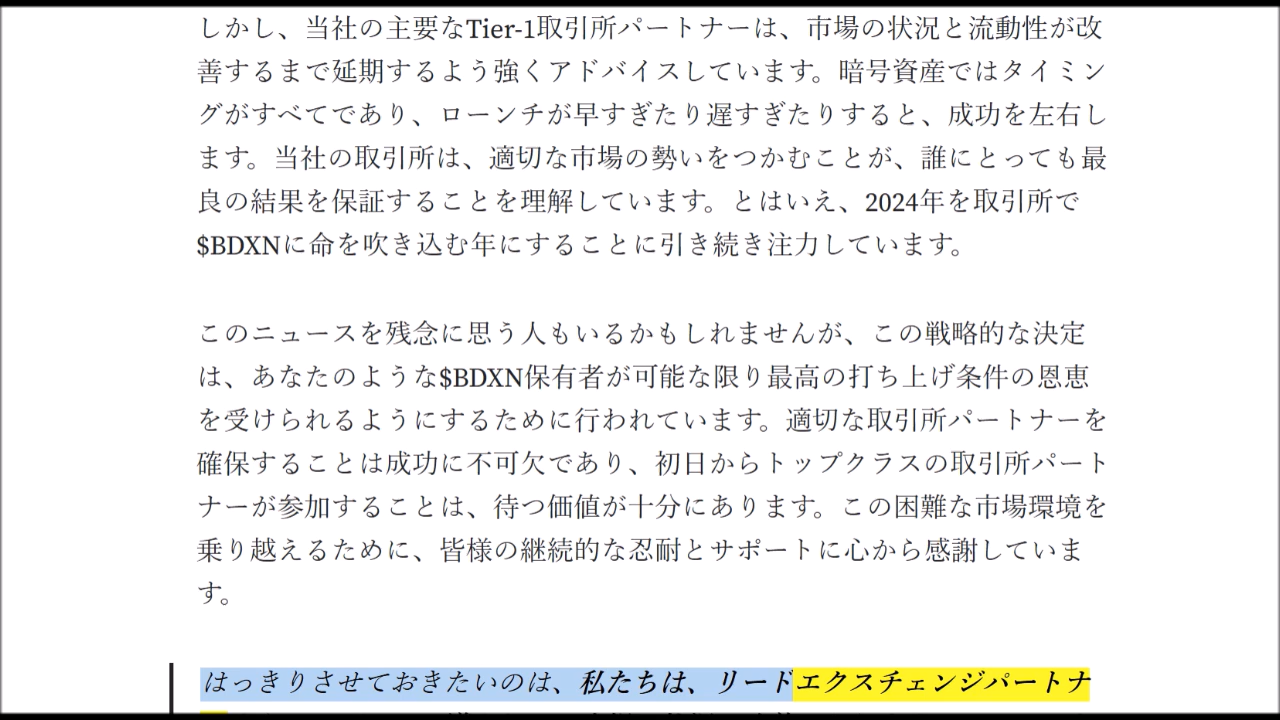 しかし、当社の主要なTier-1取引所パートナーは、市場の状況と流動性が改
善するまで延期するよう強くアドバイスしています。暗号資産ではタイミン
グがすべてであり、ローンチが早すぎたり遅すぎたりすると、成功を左右し
ます。当社の取引所は、適切な市場の勢いをつかむことが、誰にとっても最
良の結果を保証することを理解しています。とはいえ、2024年を取引所で
$BDXNに命を吹き込む年にすることに引き続き注力しています。
このニュースを残念に思う人もいるかもしれませんが、この戦略的な決定
は、あなたのような$BDXN保有者が可能な限り最高の打ち上げ条件の恩恵
を受けられるようにするために行われています。適切な取引所パートナーを
確保することは成功に不可欠であり、初日からトップクラスの取引所パート
ナーが参加することは、待つ価値が十分にあります。この困難な市場環境を
乗り越えるために、皆様の継続的な忍耐とサポートに心から感謝していま
す。
はっきりさせておきたいのは、私たちは、リードエクスチェンジパートナ